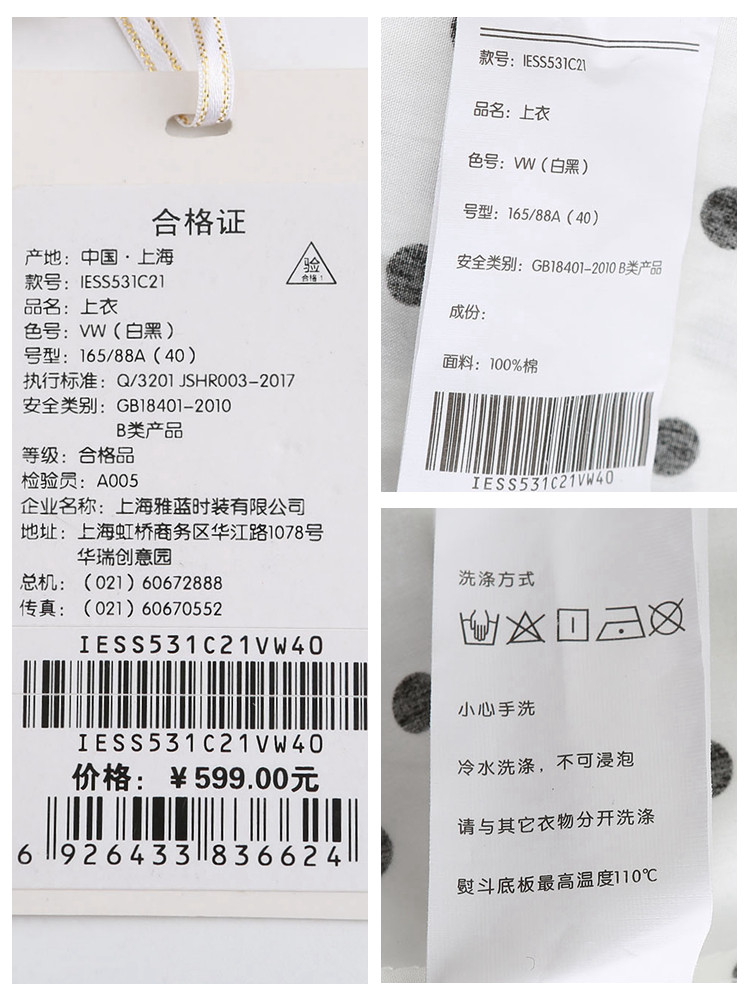 合格证
产地：中国·上海
验
合格1
款号：IESS531C21
品名：上衣
色号：VW（白黑）
号型：165/88A（40）
执行标准：Q/3201 JSHR003-2017
安全类别：GB18401-2010
B类产品
等级：合格品
检验员：A005
企业名称：上海雅蓝时装有限公司
地址：上海虹桥商务区华江路1078号
华瑞创意园
总机：（021）60672888
传真：（021）60670552
IESS531C21VW40
IESS531C21VW40
价格：￥599.00元
6 926433 836624
款号：IESS531C21
品名：上衣
色号：VW（白黑）
号型：165/88A（40）
安全类别：GB18401-2010 B类产品
成份：
面料：100%棉
IESS531C21VW40
洗涤方式
小心手洗
冷水洗涤，不可浸泡
请与其它衣物分开洗涤
熨斗底板最高温度110℃